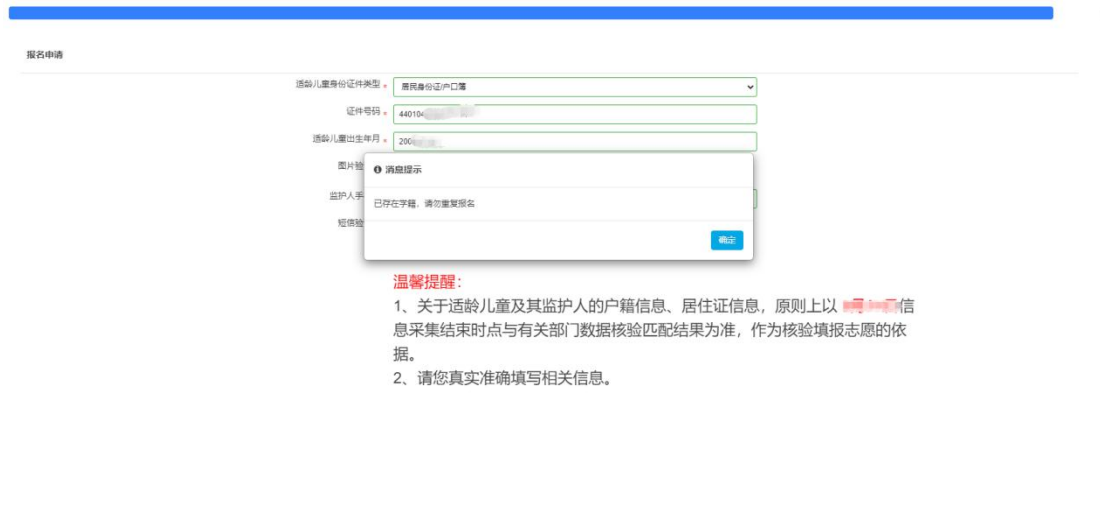 报名申请
适龄儿童身份证件类型 * 居民身份证/户口簿
证件号码 * 440104
适龄儿童出生年月 * 200
图片验
消息提示
监护人手
已存在学籍，请勿重复报名
短信验
确定
温馨提醒：
1、关于适龄儿童及其监护人的户籍信息、居住证信息，原则上以 信
息采集结束时点与有关部门数据核验匹配结果为准，作为核验填报志愿的依
据。
2、请您真实准确填写相关信息。